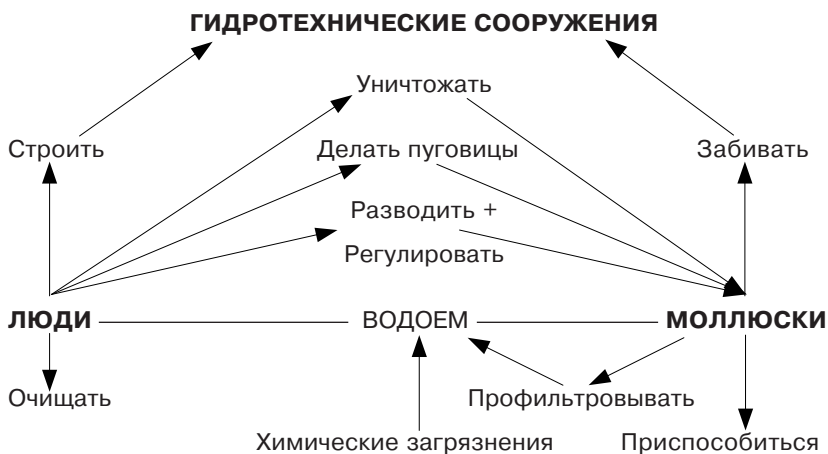 ГИДРОТЕХНИЧЕСКИЕ СООРУЖЕНИЯ
Уничтожать
Строить Делать пуговицы Забивать
Разводить +
Регулировать
ЛЮДИ ВОДОЕМ МОЛЛЮСКИ
Очищать Профильтровывать
Химические загрязнения Приспособиться